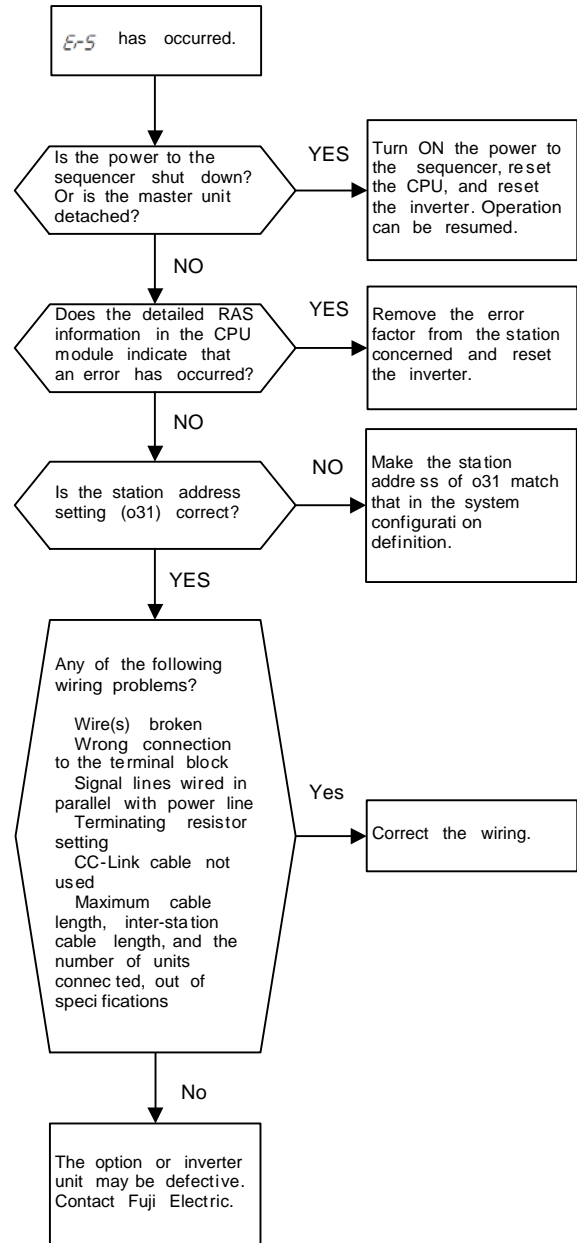 Er5 has occurred.
Is the power to the
sequencer shut down?
Or is the master unit
detached?
YES
Turn ON the power to
the sequencer, reset
the CPU, and reset
the inverter. Operation
can be resumed.
NO
Does the detailed RAS
information in the CPU
module indicate that
an error has occurred?
YES
Remove the error
factor from the station
concerned and reset
the inverter.
NO
Is the station address
setting (o31) correct?
NO
Make the station
address of o31 match
that in the system
configuration
definition.
YES
Any of the following
wiring problems?
Wire(s) broken
Wrong connection
to the terminal block
Signal lines wired in
parallel with power line
Terminating resistor
setting
CC-Link cable not
used
Maximum cable
length, inter-station
cable length, and the
number of units
connected, out of
specifications
Yes
Correct the wiring.
No
The option or inverter
unit may be defective.
Contact Fuji Electric.